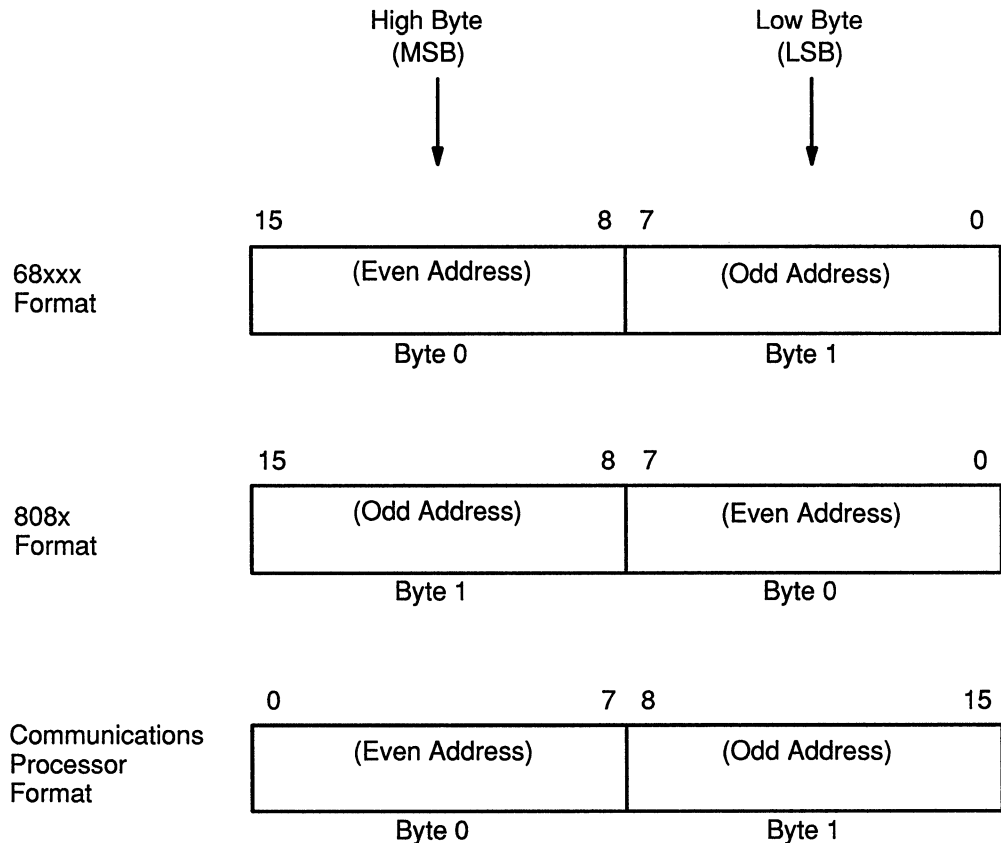 High Byte
(MSB)
Low Byte
(LSB)
15 8 7 0
68xxx
Format
(Even Address) (Odd Address)
Byte 0 Byte 1
15 8 7 0
808x
Format
(Odd Address) (Even Address)
Byte 1 Byte 0
0 7 8 15
Communications
Processor
Format
(Even Address) (Odd Address)
Byte 0 Byte 1